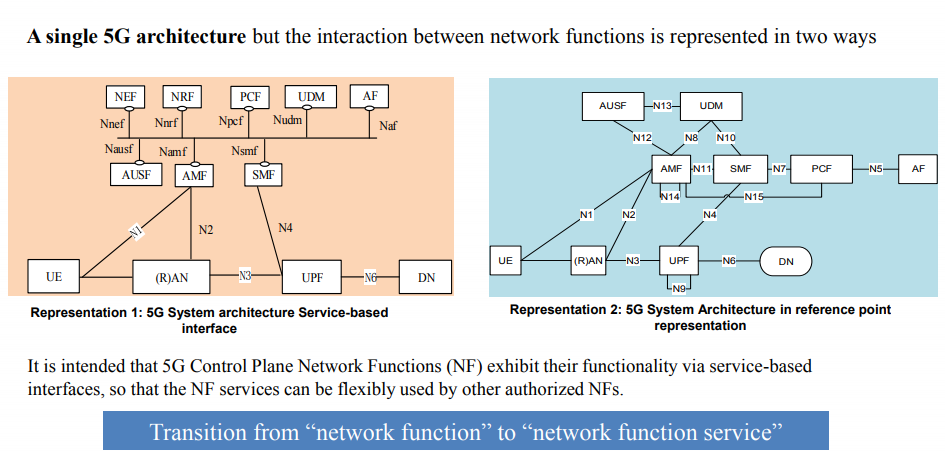 A single 5G architecture but the interaction between network functions is represented in two ways
NEF NRF PCF UDM AF
Nnef Nnrf Npcf Nudm Naf
Nausf Namf Nsmf
AUSF AMF SMF
N1 N2 N4
UE (R)AN N3 UPF N6 DN
Representation 1: 5G System architecture Service-based
interface
AUSF N13 UDM
N12 N8 N10
AMF N11 SMF N7 PCF N5 AF
N14 N15
N1 N2 N4
UE (R)AN N3 UPF N6 DN
N9
Representation 2: 5G System Architecture in reference point
representation
It is intended that 5G Control Plane Network Functions (NF) exhibit their functionality via service-based
interfaces, so that the NF services can be flexibly used by other authorized NFs.
Transition from “network function” to “network function service”